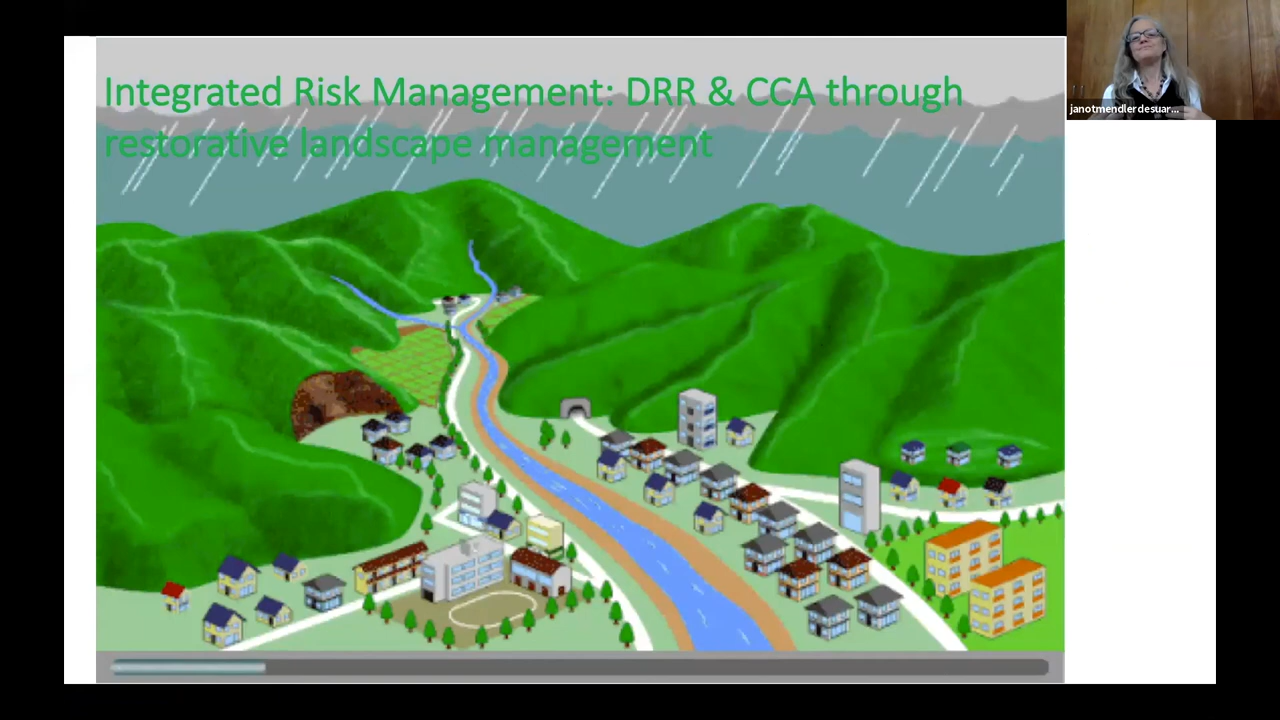 Integrated Risk Management: DRR & CCA through
restorative landscape management
janotmendlerdesuar...